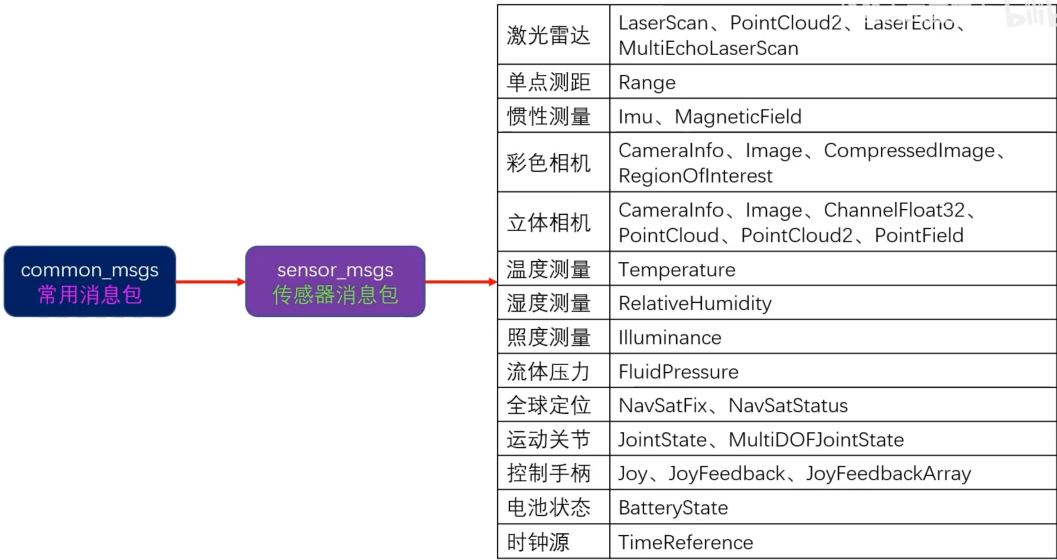 激光雷达
LaserScan、PointCloud2、LaserEcho、
MultiEchoLaserScan
单点测距
Range
惯性测量
Imu、MagneticField
彩色相机
CameraInfo、Image、CompressedImage、
RegionOfInterest
立体相机
CameraInfo、Image、ChannelFloat32、
PointCloud、PointCloud2、PointField
common_msgs
常用消息包
sensor_msgs
传感器消息包
温度测量
Temperature
湿度测量
RelativeHumidity
照度测量
Illuminance
流体压力
FluidPressure
全球定位
NavSatFix、NavSatStatus
运动关节
JointState、MultiDOFJointState
控制手柄
Joy、JoyFeedback、JoyFeedbackArray
电池状态
BatteryState
时钟源
TimeReference